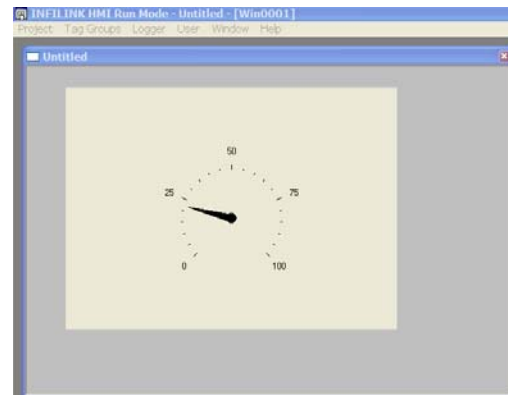 INFILINK HMI Run Mode - Untitled - [Win0001]
Project Tag Groups Logger User Window Help
Untitled
50
25 75
0 100